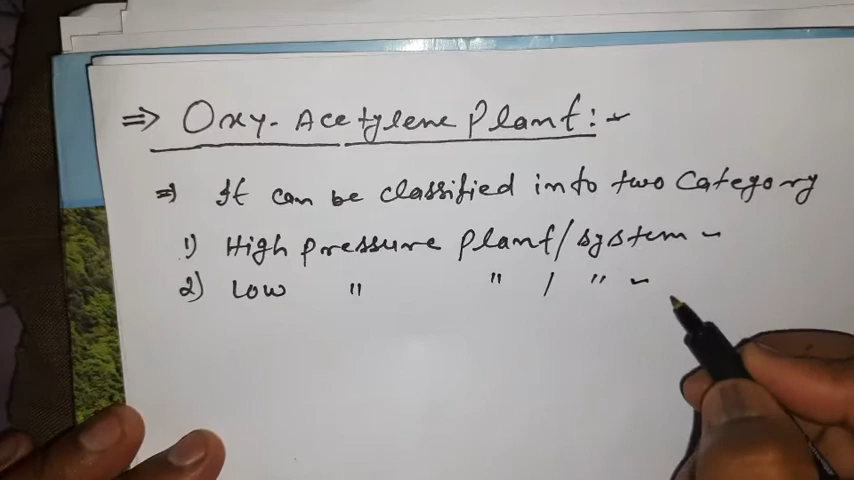 ⇒ Oxy-Acetylene Plant:-
⇒ It can be classified into two Category
1) High pressure Plant/system -
2) Low " " / " -